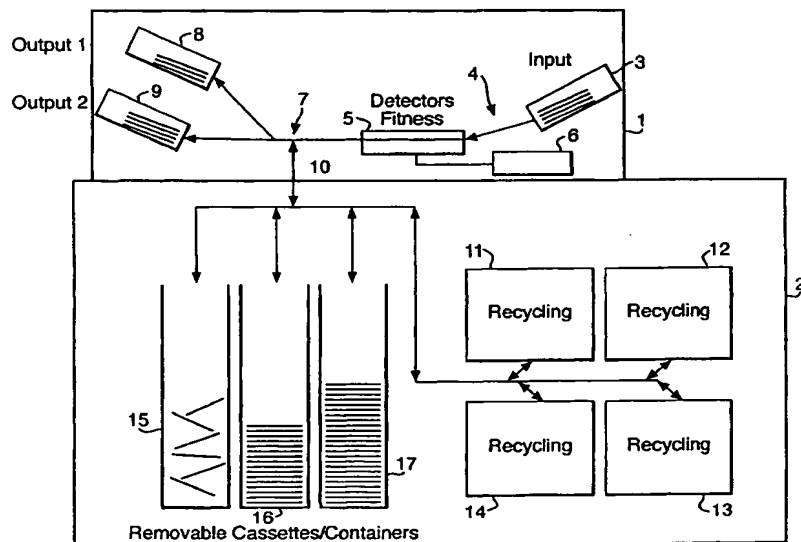 Output 1
8
Input
3
Output 2
9
7
4
Detectors
Fitness
5
1
6
10
11
12
2
Recycling
Recycling
15
Recycling
Recycling
17
16
14
13
Removable Cassettes/Containers